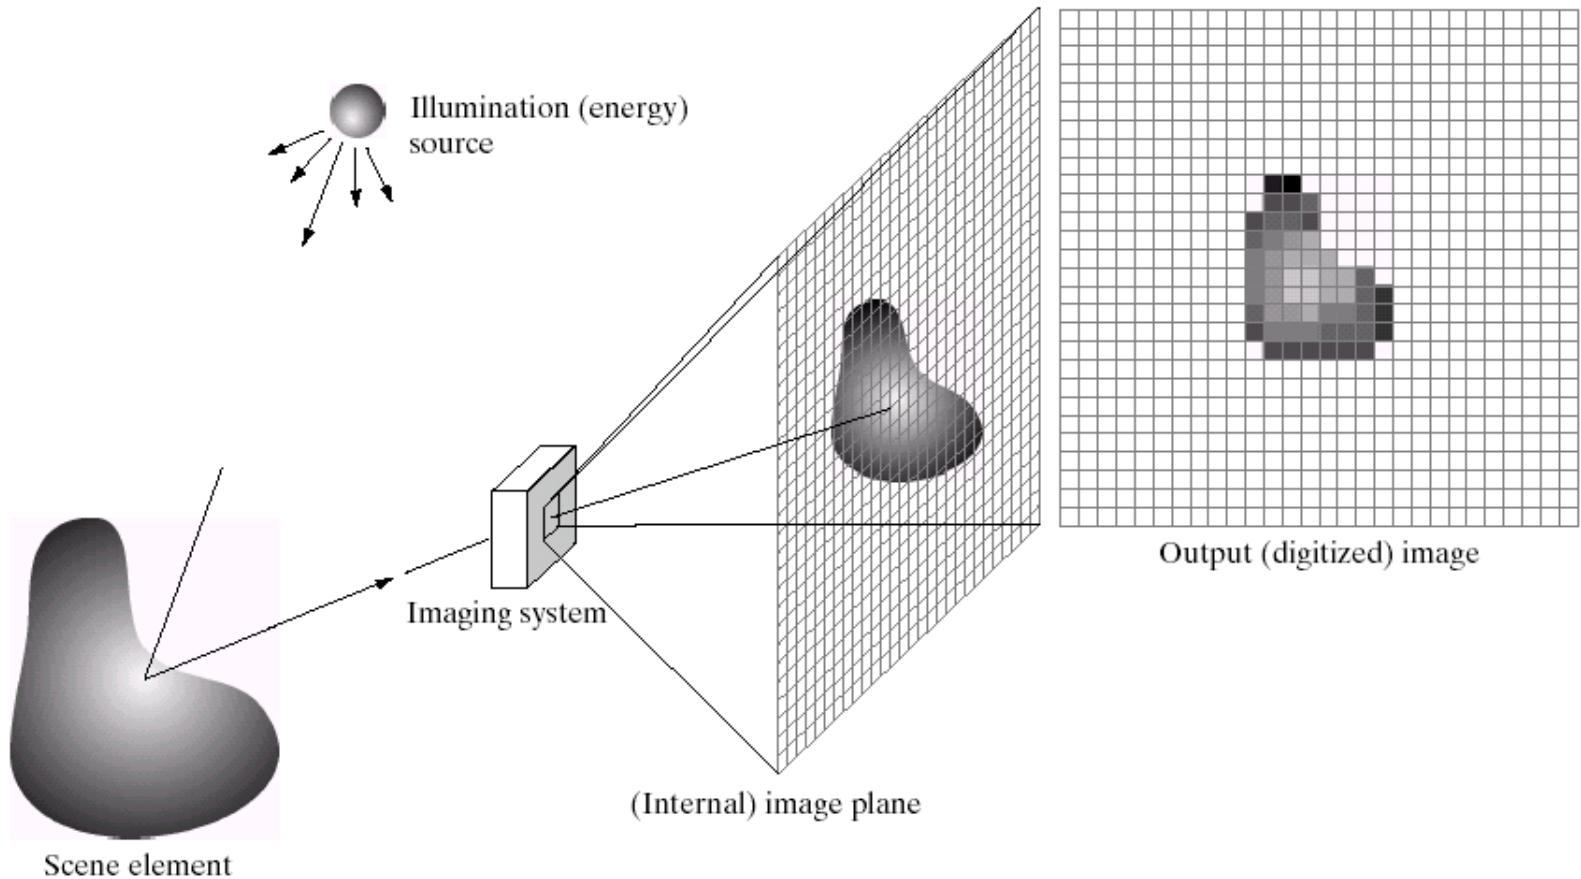 Illumination (energy)
source
Output (digitized) image
Imaging system
(Internal) image plane
Scene element